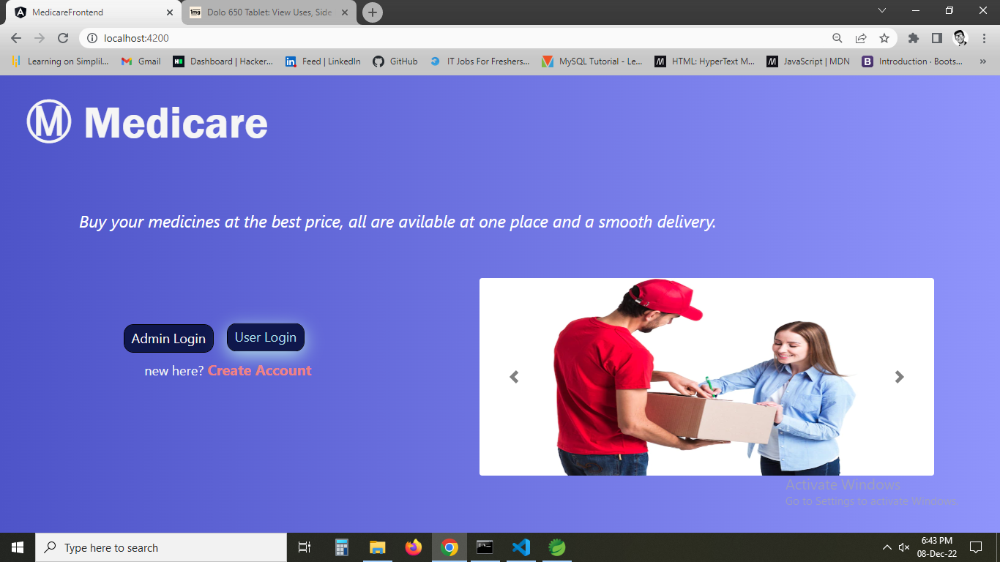 MedicareFrontend
1mg
Dolo 650 Tablet: View Uses, Side
localhost:4200
Learning on Simplil... Gmail Dashboard | Hacker... Feed | LinkedIn GitHub IT Jobs For Freshers... MySQL Tutorial - Le... HTML: HyperText M... JavaScript | MDN Introduction · Boots... »
M Medicare
Buy your medicines at the best price, all are avilable at one place and a smooth delivery.
Admin Login User Login
new here? Create Account
Activate Windows
Go to Settings to activate Windows.
Type here to search
6:43 PM
08-Dec-22